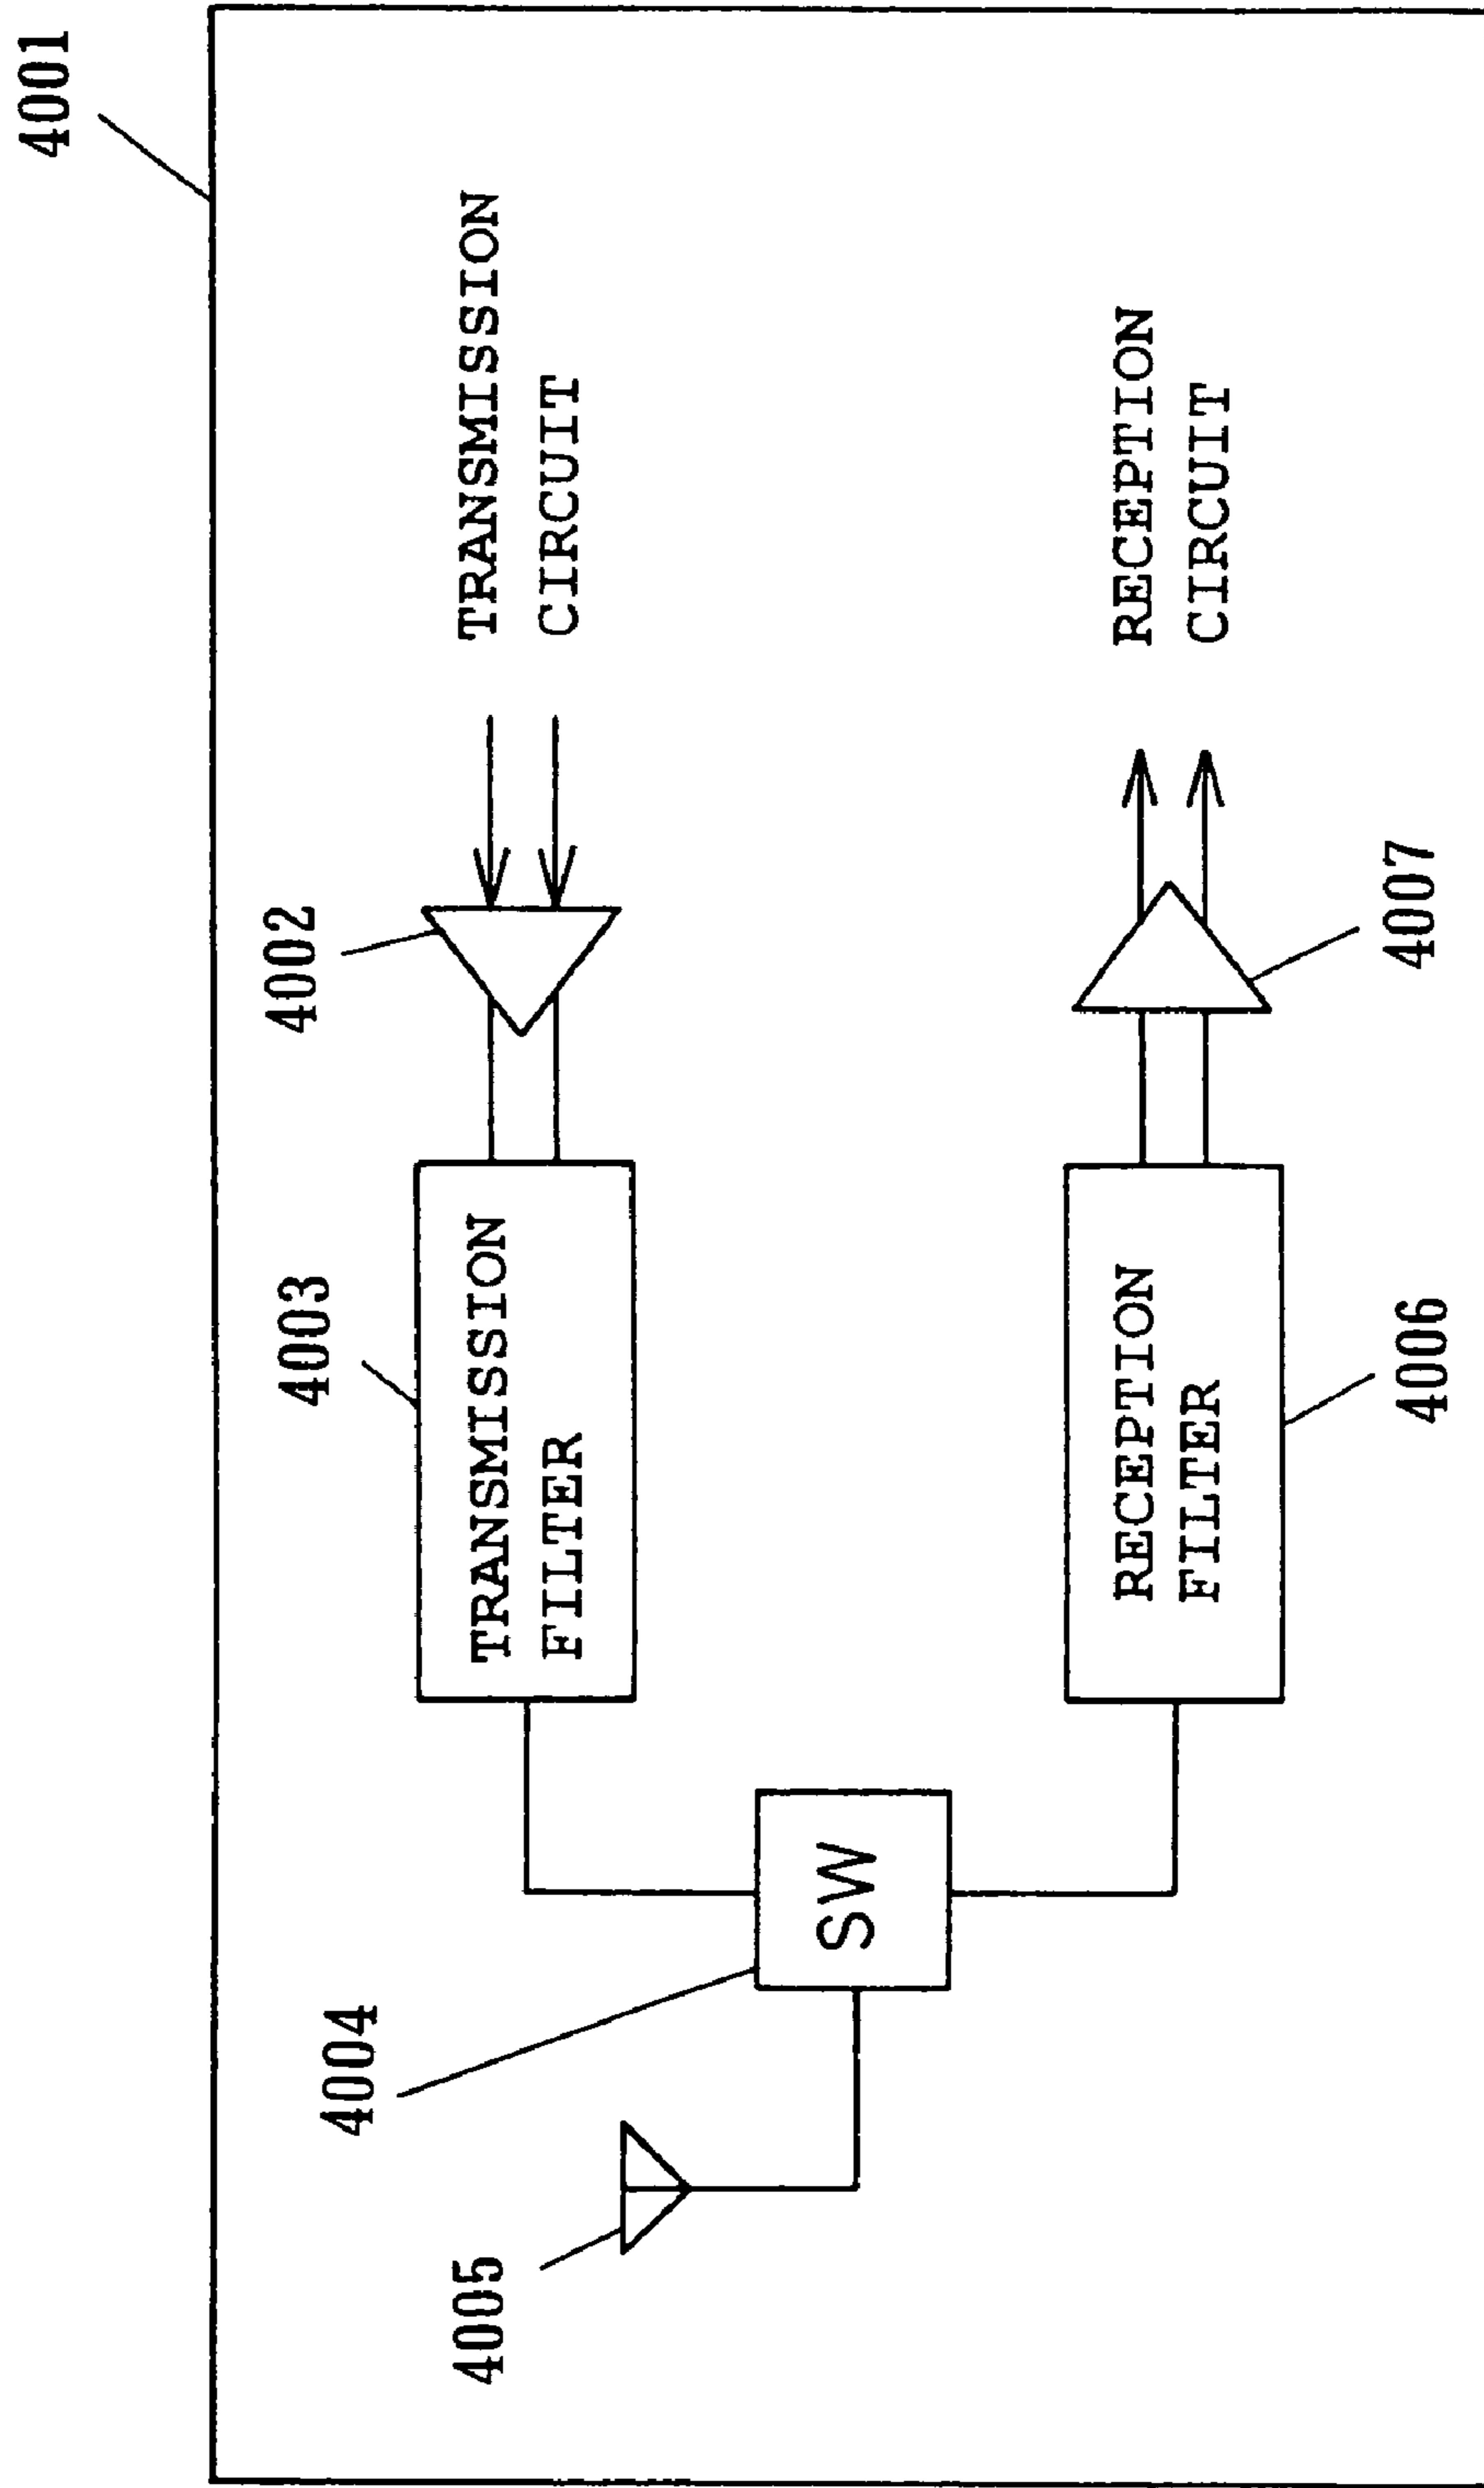 4001
4002
TRANSMISSION
CIRCUIT
4003
TRANSMISSION
FILTER
4004
SW
4005
RECEPTION
FILTER
4006
4007
RECEPTION
CIRCUIT